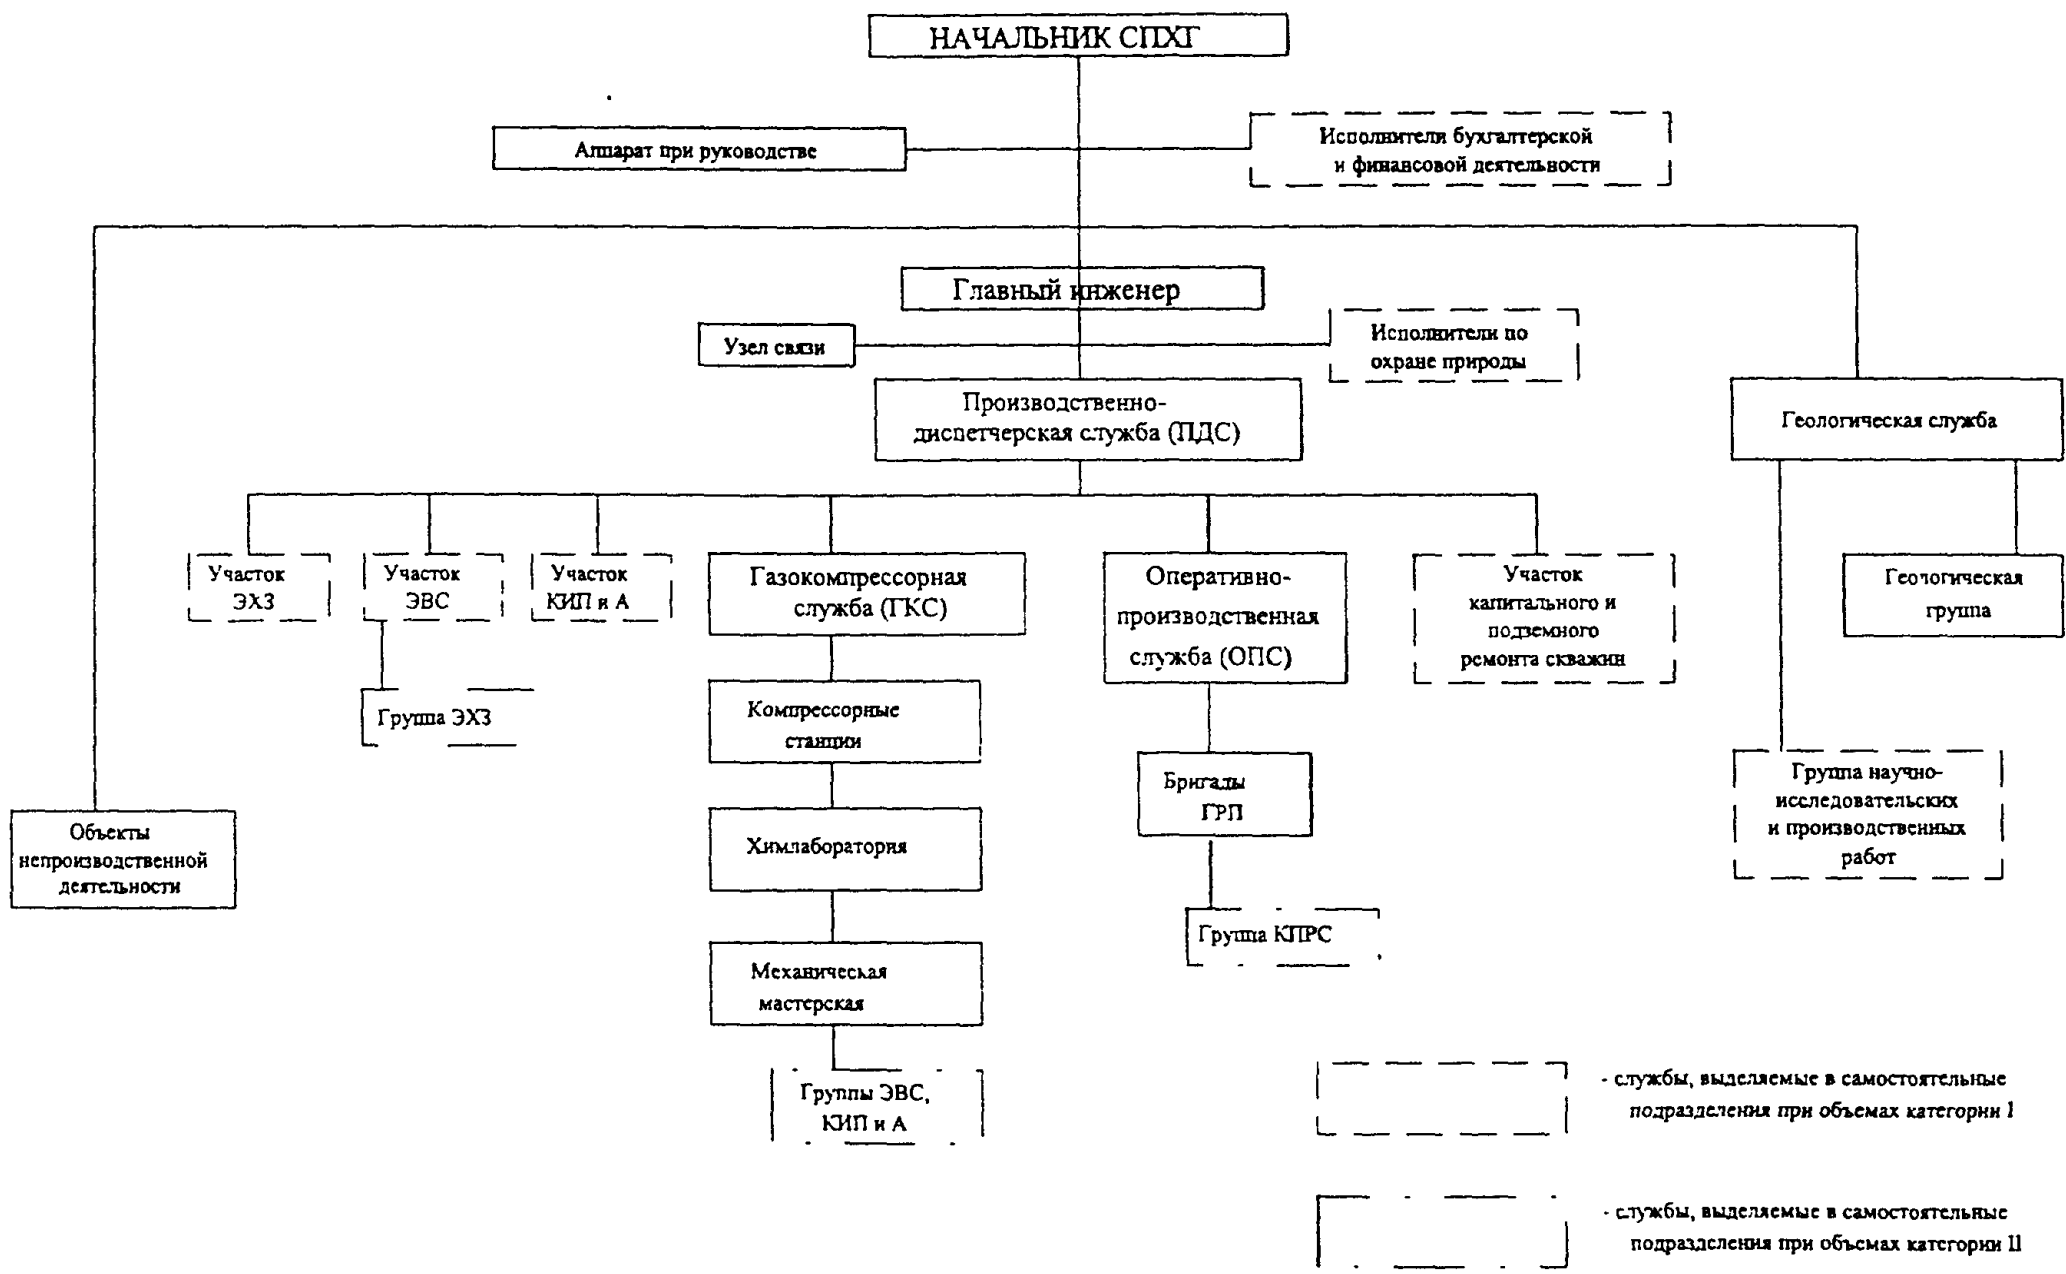 НАЧАЛЬНИК СПХГ
Аппарат при руководстве
Исполнители бухгалтерской
и финансовой деятельности
Главный инженер
Узел связи
Исполнители по
охране природы
Производственно-
диспетчерская служба (ПДС)
Геологическая служба
Участок
ЭХЗ
Участок
ЭВС
Участок
КИП и А
Газокомпрессорная
служба (ГКС)
Оперативно-
производственная
служба (ОПС)
Участок
капитального и
подземного
ремонта скважин
Геологическая
группа
Группа ЭХЗ
Компрессорные
станции
Бригады
ГРП
Группа научно-
исследовательских
и производственных
работ
Объекты
непроизводственной
деятельности
Химлаборатория
Группа КПРС
Механическая
мастерская
Группы ЭВС,
КИП и А
- службы, выделяемые в самостоятельные
подразделения при объемах категории I
- службы, выделяемые в самостоятельные
подразделения при объемах категории II